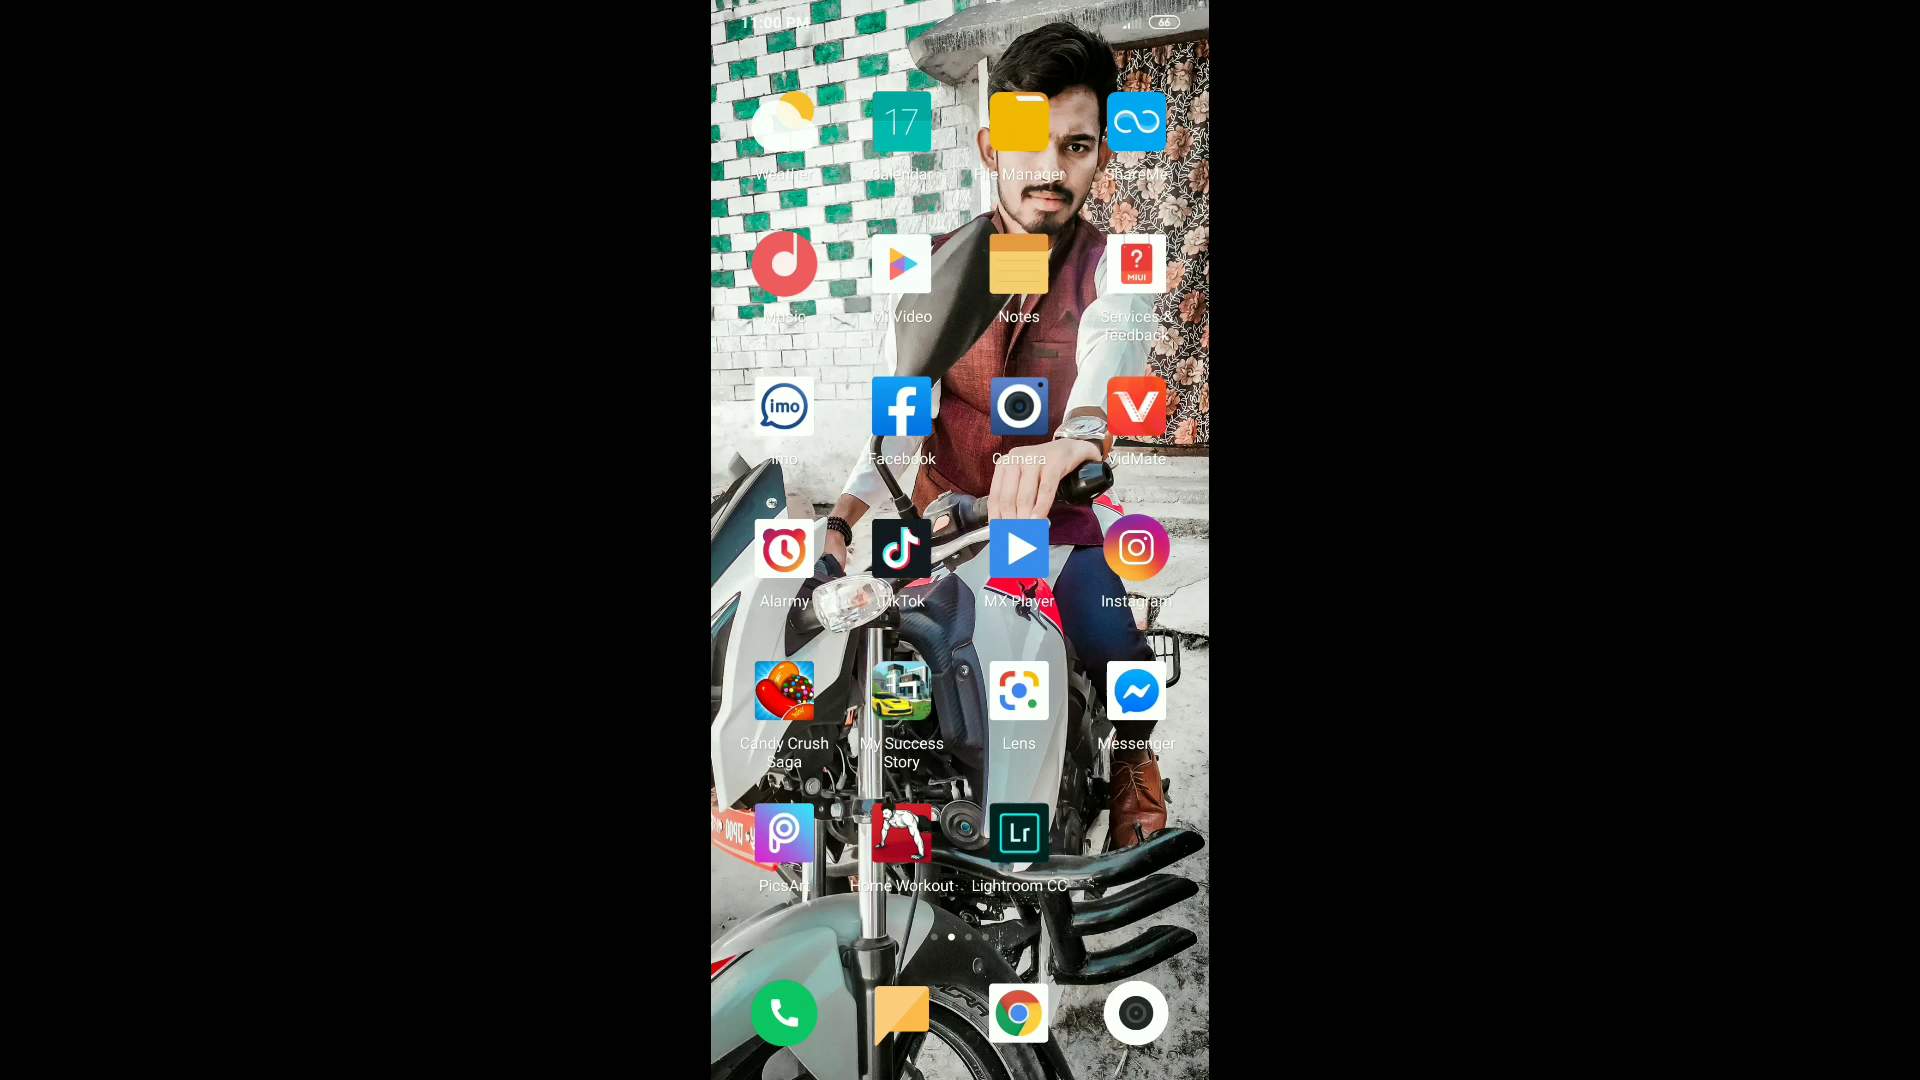 11:00 PM
66
17
Weather
Calendar
File Manager
ShareMe
?
MIUI
Music
Mi Video
Notes
Services &
feedback
imo
imo
Facebook
Camera
VidMate
Alarmy
TikTok
MX Player
Instagram
Candy Crush
Saga
My Success
Story
Lens
Messenger
Lr
PicsArt
Home Workout
Lightroom CC